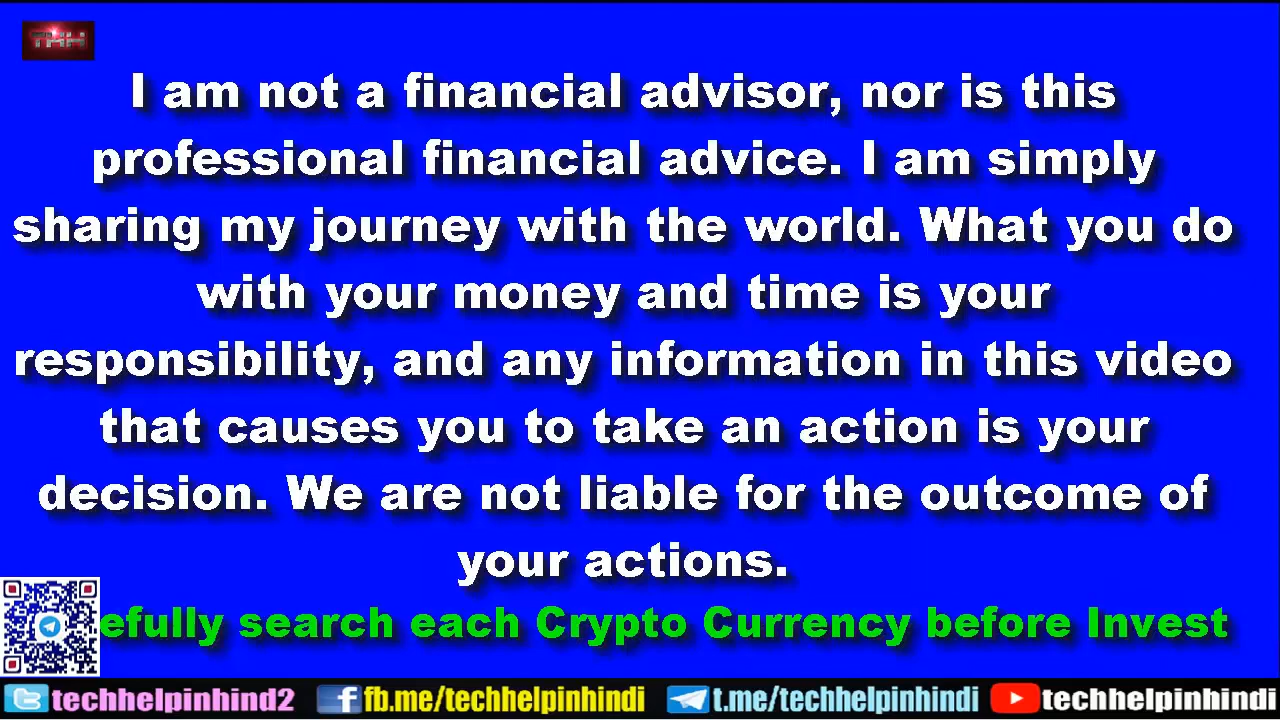 THH
I am not a financial advisor, nor is this
professional financial advice. I am simply
sharing my journey with the world. What you do
with your money and time is your
responsibility, and any information in this video
that causes you to take an action is your
decision. We are not liable for the outcome of
your actions.
efully search each Crypto Currency before Invest
techhelpinhind2 fb.me/techhelpinhindi t.me/techhelpinhindi techhelpinhindi